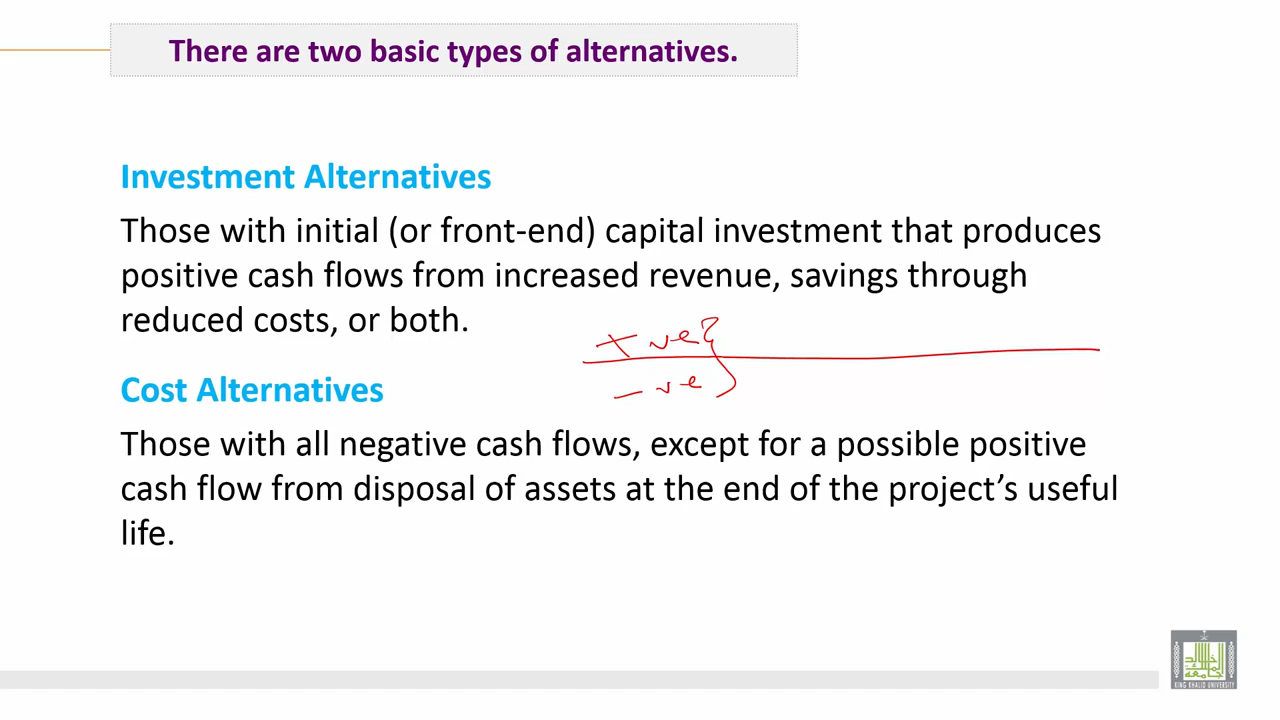 There are two basic types of alternatives.
Investment Alternatives
Those with initial (or front-end) capital investment that produces
positive cash flows from increased revenue, savings through
reduced costs, or both.
+ve
-ve
Cost Alternatives
Those with all negative cash flows, except for a possible positive
cash flow from disposal of assets at the end of the project’s useful
life.
KING KHALID UNIVERSITY